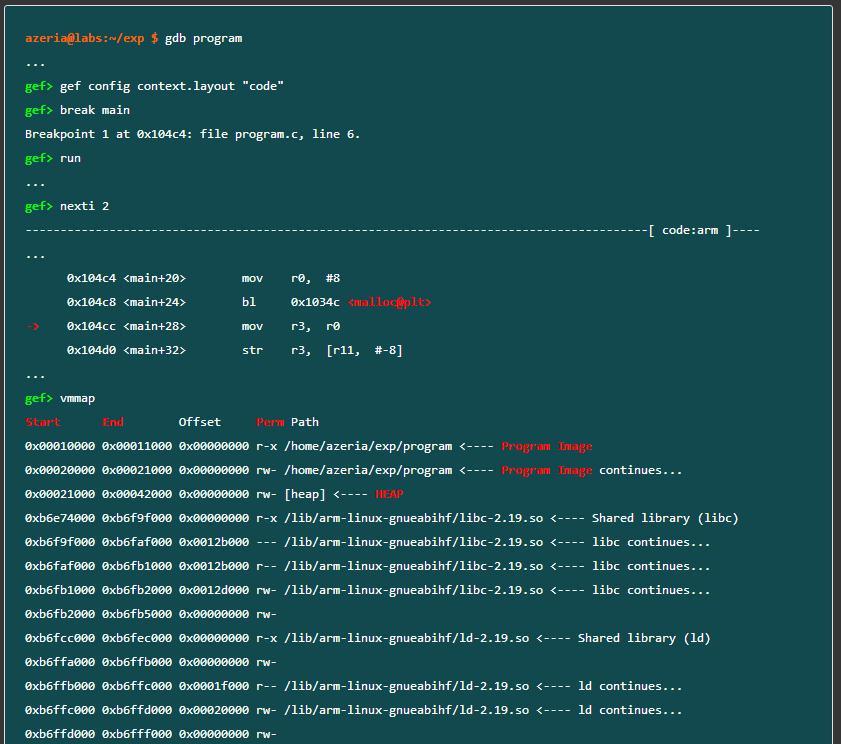 azeria@labs:~/exp $ gdb program
...
gef> gef config context.layout "code"
gef> break main
Breakpoint 1 at 0x104c4: file program.c, line 6.
gef> run
...
gef> nexti 2
-----------------------------------------------------------------------------------------[ code:arm ]----
...
0x104c4 <main+20> mov r0, #8
0x104c8 <main+24> bl 0x1034c <malloc@plt>
-> 0x104cc <main+28> mov r3, r0
0x104d0 <main+32> str r3, [r11, #-8]
...
gef> vmmap
Start End Offset Perm Path
0x00010000 0x00011000 0x00000000 r-x /home/azeria/exp/program <---- Program Image
0x00020000 0x00021000 0x00000000 rw- /home/azeria/exp/program <---- Program Image continues...
0x00021000 0x00042000 0x00000000 rw- [heap] <---- HEAP
0xb6e74000 0xb6f9f000 0x00000000 r-x /lib/arm-linux-gnueabihf/libc-2.19.so <---- Shared library (libc)
0xb6f9f000 0xb6faf000 0x0012b000 --- /lib/arm-linux-gnueabihf/libc-2.19.so <---- libc continues...
0xb6faf000 0xb6fb1000 0x0012b000 r-- /lib/arm-linux-gnueabihf/libc-2.19.so <---- libc continues...
0xb6fb1000 0xb6fb2000 0x0012d000 rw- /lib/arm-linux-gnueabihf/libc-2.19.so <---- libc continues...
0xb6fb2000 0xb6fb5000 0x00000000 rw-
0xb6fcc000 0xb6fec000 0x00000000 r-x /lib/arm-linux-gnueabihf/ld-2.19.so <---- Shared library (ld)
0xb6ffa000 0xb6ffb000 0x00000000 rw-
0xb6ffb000 0xb6ffc000 0x0001f000 r-- /lib/arm-linux-gnueabihf/ld-2.19.so <---- ld continues...
0xb6ffc000 0xb6ffd000 0x00020000 rw- /lib/arm-linux-gnueabihf/ld-2.19.so <---- ld continues...
0xb6ffd000 0xb6fff000 0x00000000 rw-